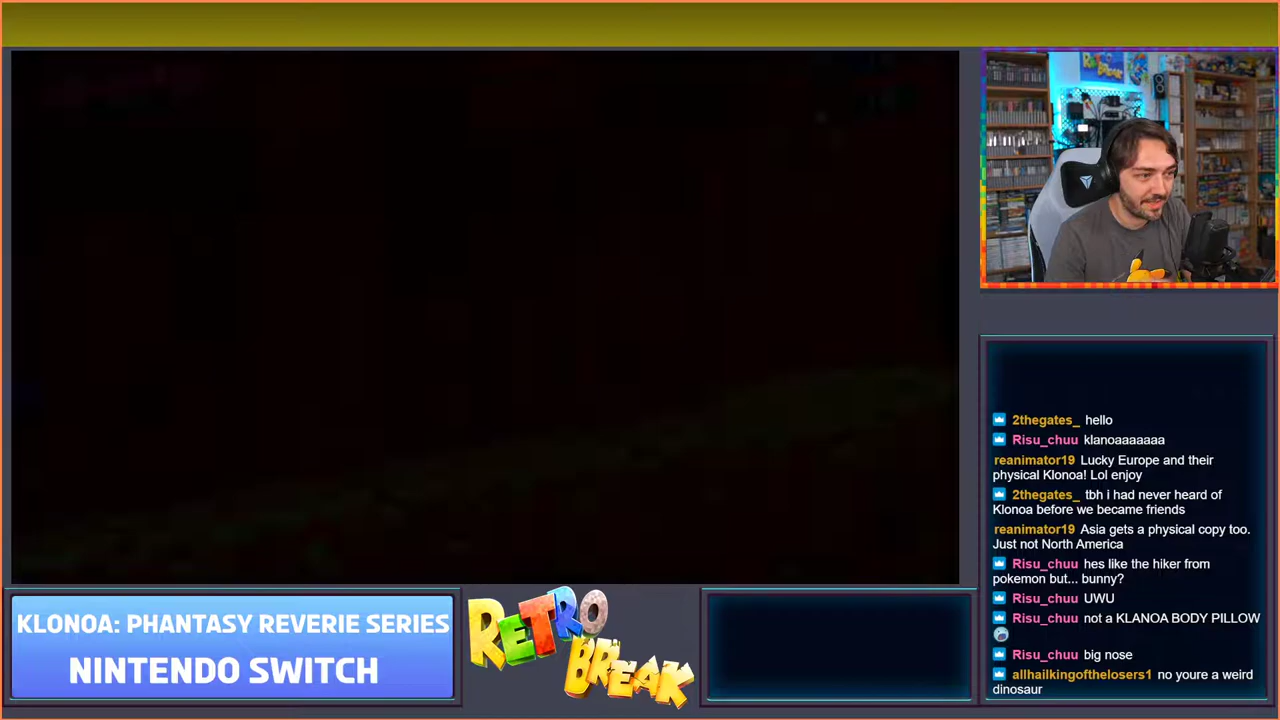 2thegates_ hello
Risu_chuu klanoaaaaaaa
reanimator19 Lucky Europe and their
physical Klonoa! Lol enjoy
2thegates_ tbh i had never heard of
Klonoa before we became friends
reanimator19 Asia gets a physical copy too.
Just not North America
Risu_chuu hes like the hiker from
pokemon but... bunny?
Risu_chuu UWU
Risu_chuu not a KLANOA BODY PILLOW
Risu_chuu big nose
allhailkingofthelosers1 no youre a weird
dinosaur
KLONOA: PHANTASY REVERIE SERIES
NINTENDO SWITCH
RETRO
BREAK